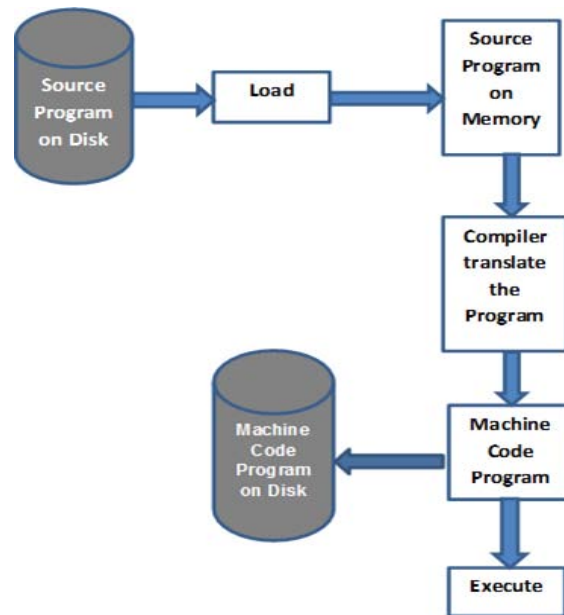 Source
Program
on Disk
Load
Source
Program
on
Memory
Compiler
translate
the
Program
Machine
Code
Program
Machine
Code
Program
on Disk
Execute